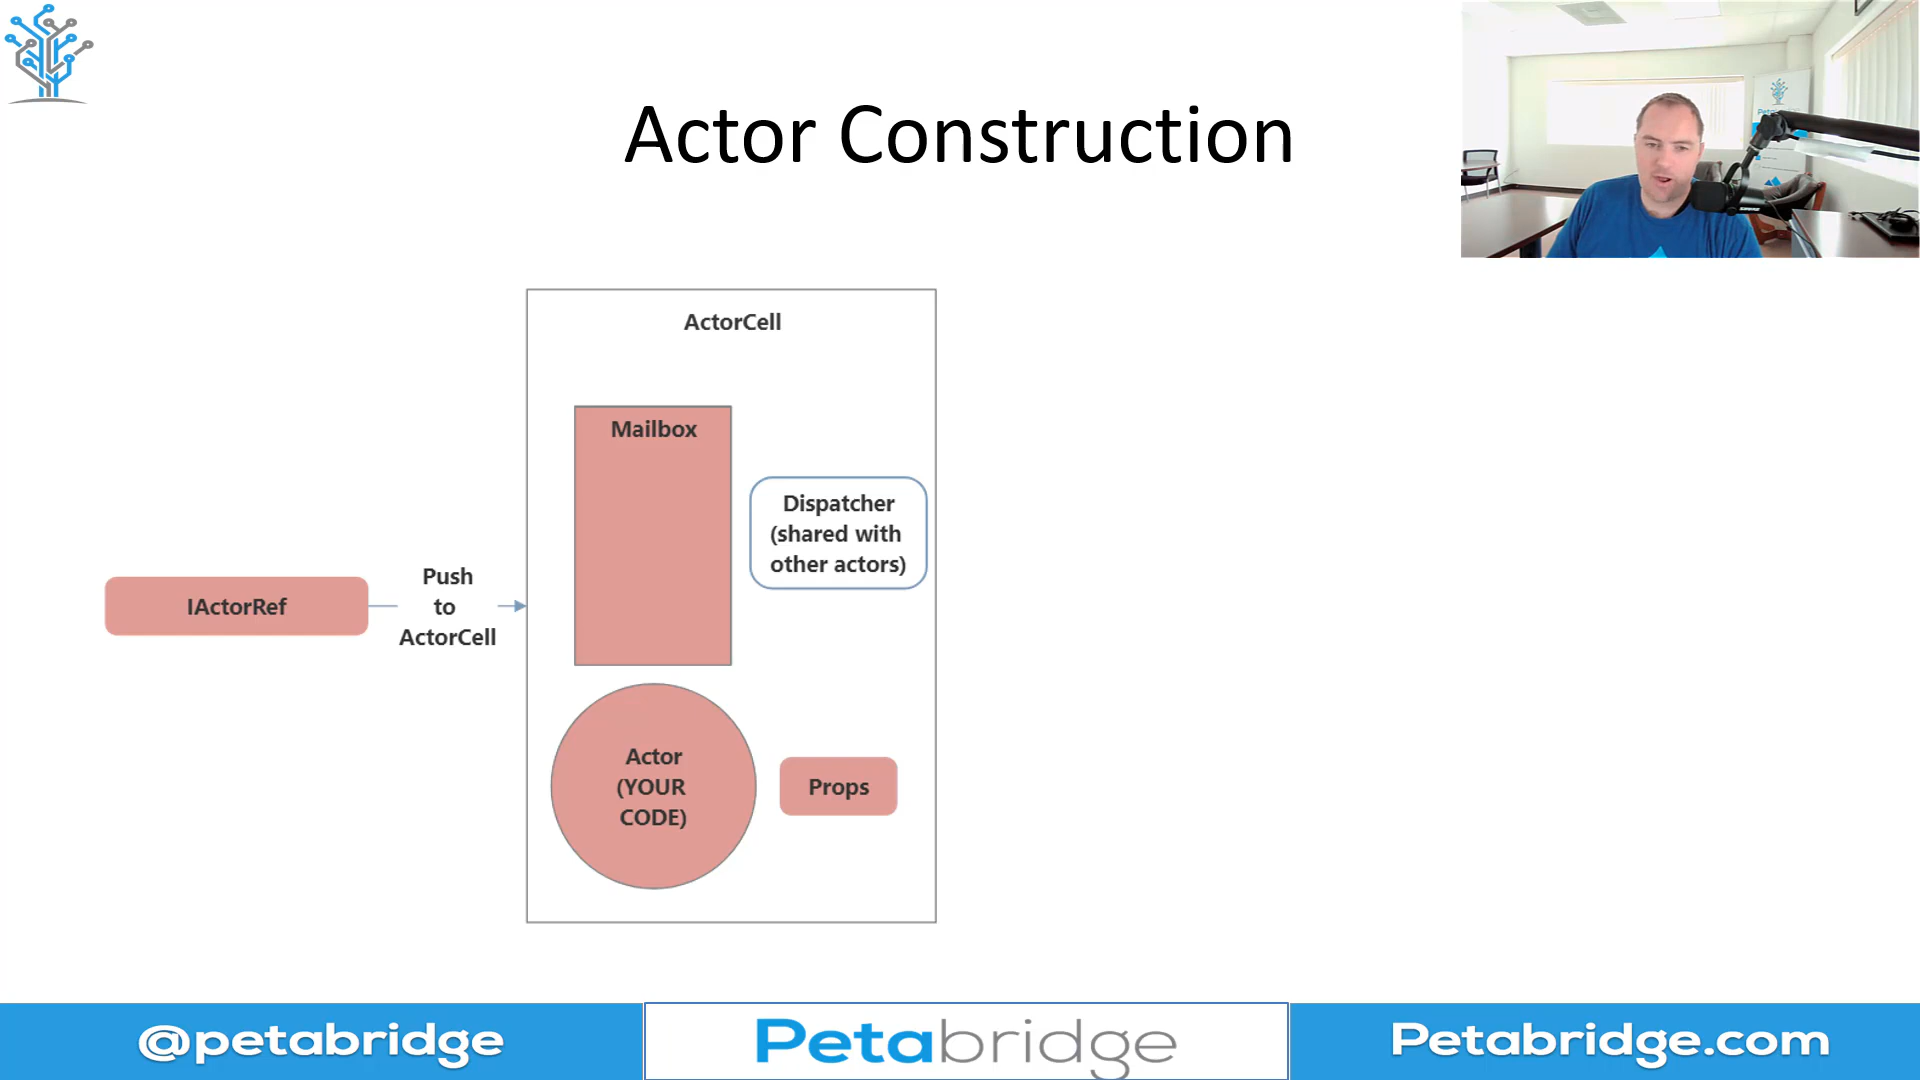 Actor Construction
ActorCell
Mailbox
Dispatcher
(shared with
other actors)
Push
to
ActorCell
IActorRef
Actor
(YOUR
CODE)
Props
@petabridge
Petabridge
Petabridge.com